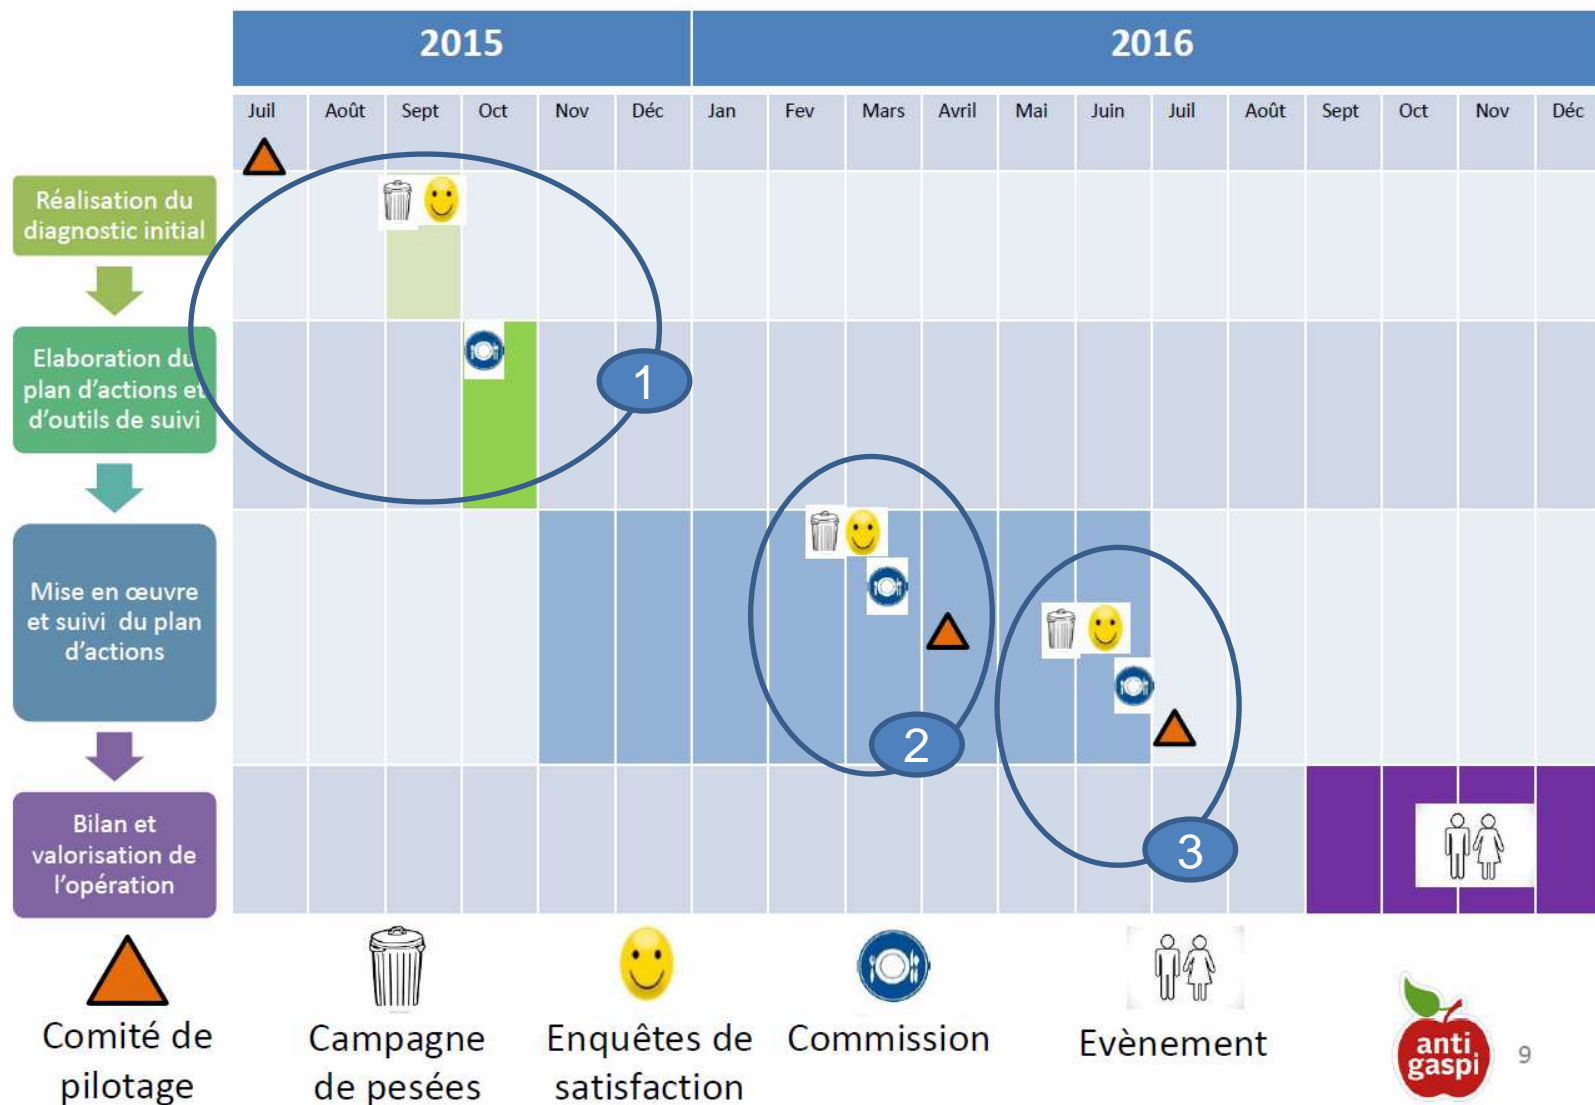 2015
2016
Juil
Août
Sept
Oct
Nov
Déc
Jan
Fev
Mars
Avril
Mai
Juin
Juil
Août
Sept
Oct
Nov
Déc
Réalisation du
diagnostic initial
Elaboration du
plan d'actions et
d'outils de suivi
1
Mise en œuvre
et suivi du plan
d'actions
2
3
Bilan et
valorisation de
l'opération
Comité de
pilotage
Campagne
de pesées
Enquêtes de
satisfaction
Commission
Evènement
anti
gaspi
9